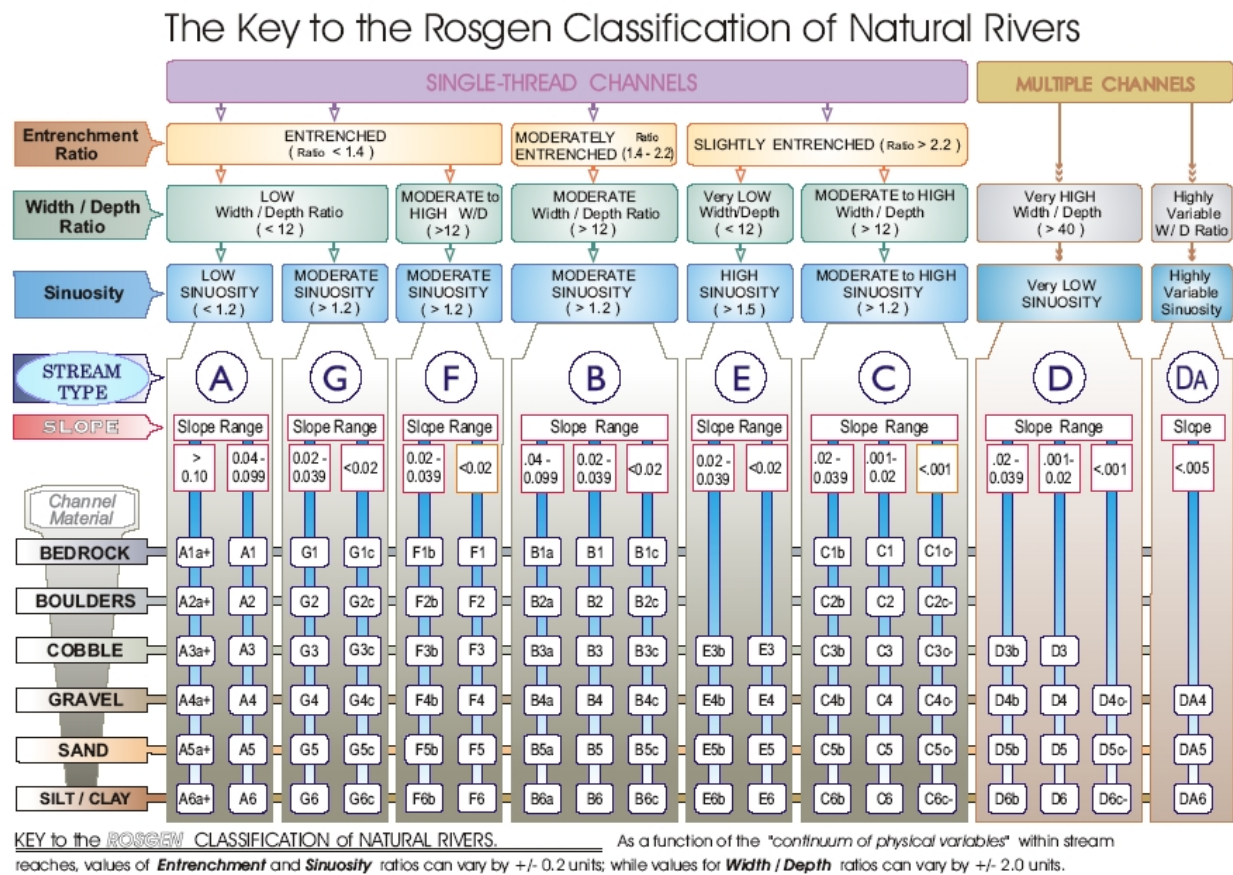 The Key to the Rosgen Classification of Natural Rivers
SINGLE-THREAD CHANNELS
MULTIPLE CHANNELS
Entrenchment
Ratio
ENTRENCHED
( Ratio < 1.4 )
MODERATELY Ratio
ENTRENCHED (1.4 - 2.2)
SLIGHTLY ENTRENCHED ( Ratio > 2.2 )
Width / Depth
Ratio
LOW
Width / Depth Ratio
( < 12 )
MODERATE to
HIGH W/D
( >12 )
MODERATE
Width / Depth Ratio
( > 12 )
Very LOW
Width/Depth
( < 12 )
MODERATE to HIGH
Width / Depth
( > 12 )
Very HIGH
Width / Depth
( > 40 )
Highly
Variable
W / D Ratio
Sinuosity
LOW
SINUOSITY
( < 1.2 )
MODERATE
SINUOSITY
( > 1.2 )
MODERATE
SINUOSITY
( > 1.2 )
MODERATE
SINUOSITY
( > 1.2 )
HIGH
SINUOSITY
( > 1.5 )
MODERATE to HIGH
SINUOSITY
( > 1.2 )
Very LOW
SINUOSITY
Highly
Variable
Sinuosity
STREAM
TYPE
A G F B E C D DA
SLOPE
Slope Range Slope Range Slope Range Slope Range Slope Range Slope Range Slope Range Slope
> 0.10
0.04 - 0.099
0.02 - 0.039
<0.02
0.02 - 0.039
<0.02
.04 - 0.099
0.02 - 0.039
<0.02
0.02 - 0.039
<0.02
.02 - 0.039
.001- 0.02
<.001
.02 - 0.039
.001- 0.02
<.001
<.005
Channel
Material
BEDROCK A1a+ A1 G1 G1c F1b F1 B1a B1 B1c C1b C1 C1c-
BOULDERS A2a+ A2 G2 G2c F2b F2 B2a B2 B2c C2b C2 C2c-
COBBLE A3a+ A3 G3 G3c F3b F3 B3a B3 B3c E3b E3 C3b C3 C3c- D3b D3
GRAVEL A4a+ A4 G4 G4c F4b F4 B4a B4 B4c E4b E4 C4b C4 C4c- D4b D4 D4c- DA4
SAND A5a+ A5 G5 G5c F5b F5 B5a B5 B5c E5b E5 C5b C5 C5c- D5b D5 D5c- DA5
SILT / CLAY A6a+ A6 G6 G6c F6b F6 B6a B6 B6c E6b E6 C6b C6 C6c- D6b D6 D6c- DA6
KEY to the ROSGEN CLASSIFICATION of NATURAL RIVERS. As a function of the "continuum of physical variables" within stream
reaches, values of Entrenchment and Sinuosity ratios can vary by +/- 0.2 units; while values for Width / Depth ratios can vary by +/- 2.0 units.